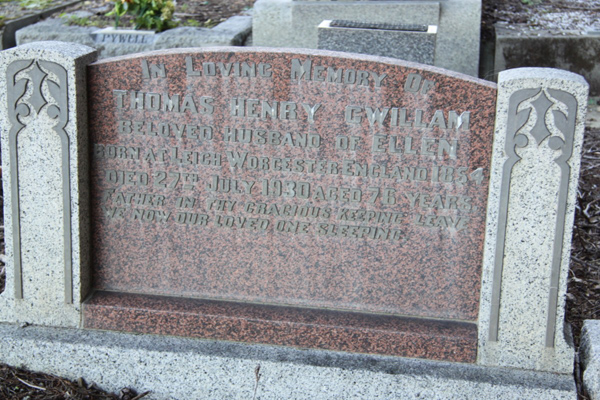 PYWELL
In Loving Memory Of
THOMAS HENRY GWILLAM
BELOVED HUSBAND OF ELLEN
BORN AT LEIGH WORCESTER ENGLAND 1854
DIED 27TH JULY 1930 AGED 76 YEARS
FATHER IN THY GRACIOUS KEEPING LEAVE
WE NOW OUR LOVED ONE SLEEPING.